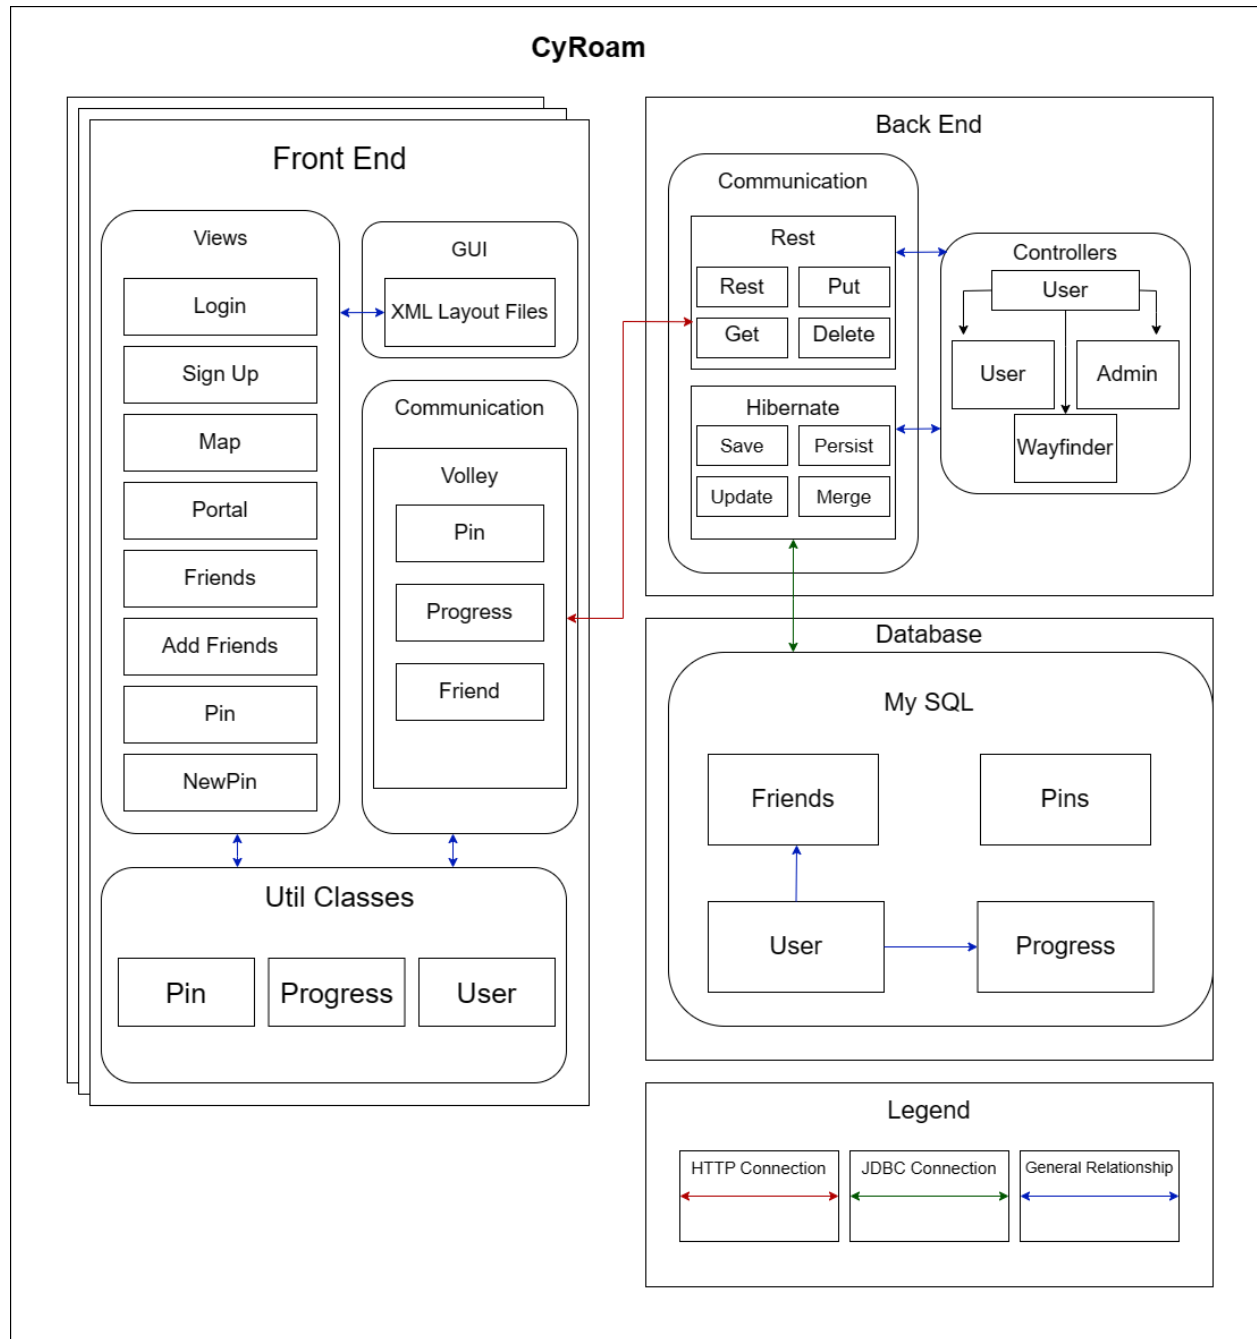 CyRoam
Front End
Views
Login
Sign Up
Map
Portal
Friends
Add Friends
Pin
NewPin
GUI
XML Layout Files
Communication
Volley
Pin
Progress
Friend
Util Classes
Pin
Progress
User
Back End
Communication
Rest
Rest
Put
Get
Delete
Hibernate
Save
Persist
Update
Merge
Controllers
User
User
Admin
Wayfinder
Database
My SQL
Friends
Pins
User
Progress
Legend
HTTP Connection
JDBC Connection
General Relationship